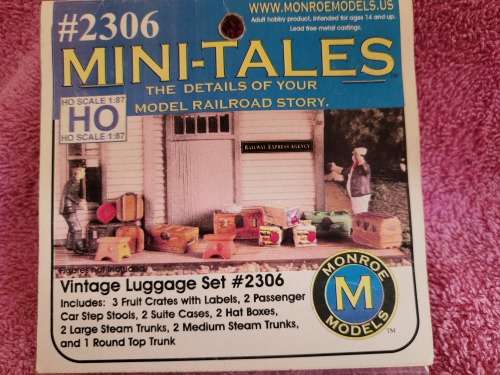 #2306
WWW.MONROEMODELS.US
Adult hobby product, intended for ages 14 and up.
Lead free metal castings.
MINI-TALES
THE DETAILS OF YOUR
MODEL RAILROAD STORY.
HO SCALE 1:87
HO
HO SCALE 1:87
RAILWAY EXPRESS AGENCY
Figures not included
Vintage Luggage Set #2306
Includes: 3 Fruit Crates with Labels, 2 Passenger
Car Step Stools, 2 Suite Cases, 2 Hat Boxes,
2 Large Steam Trunks, 2 Medium Steam Trunks,
and 1 Round Top Trunk
MONROE
M
MODELS
TM